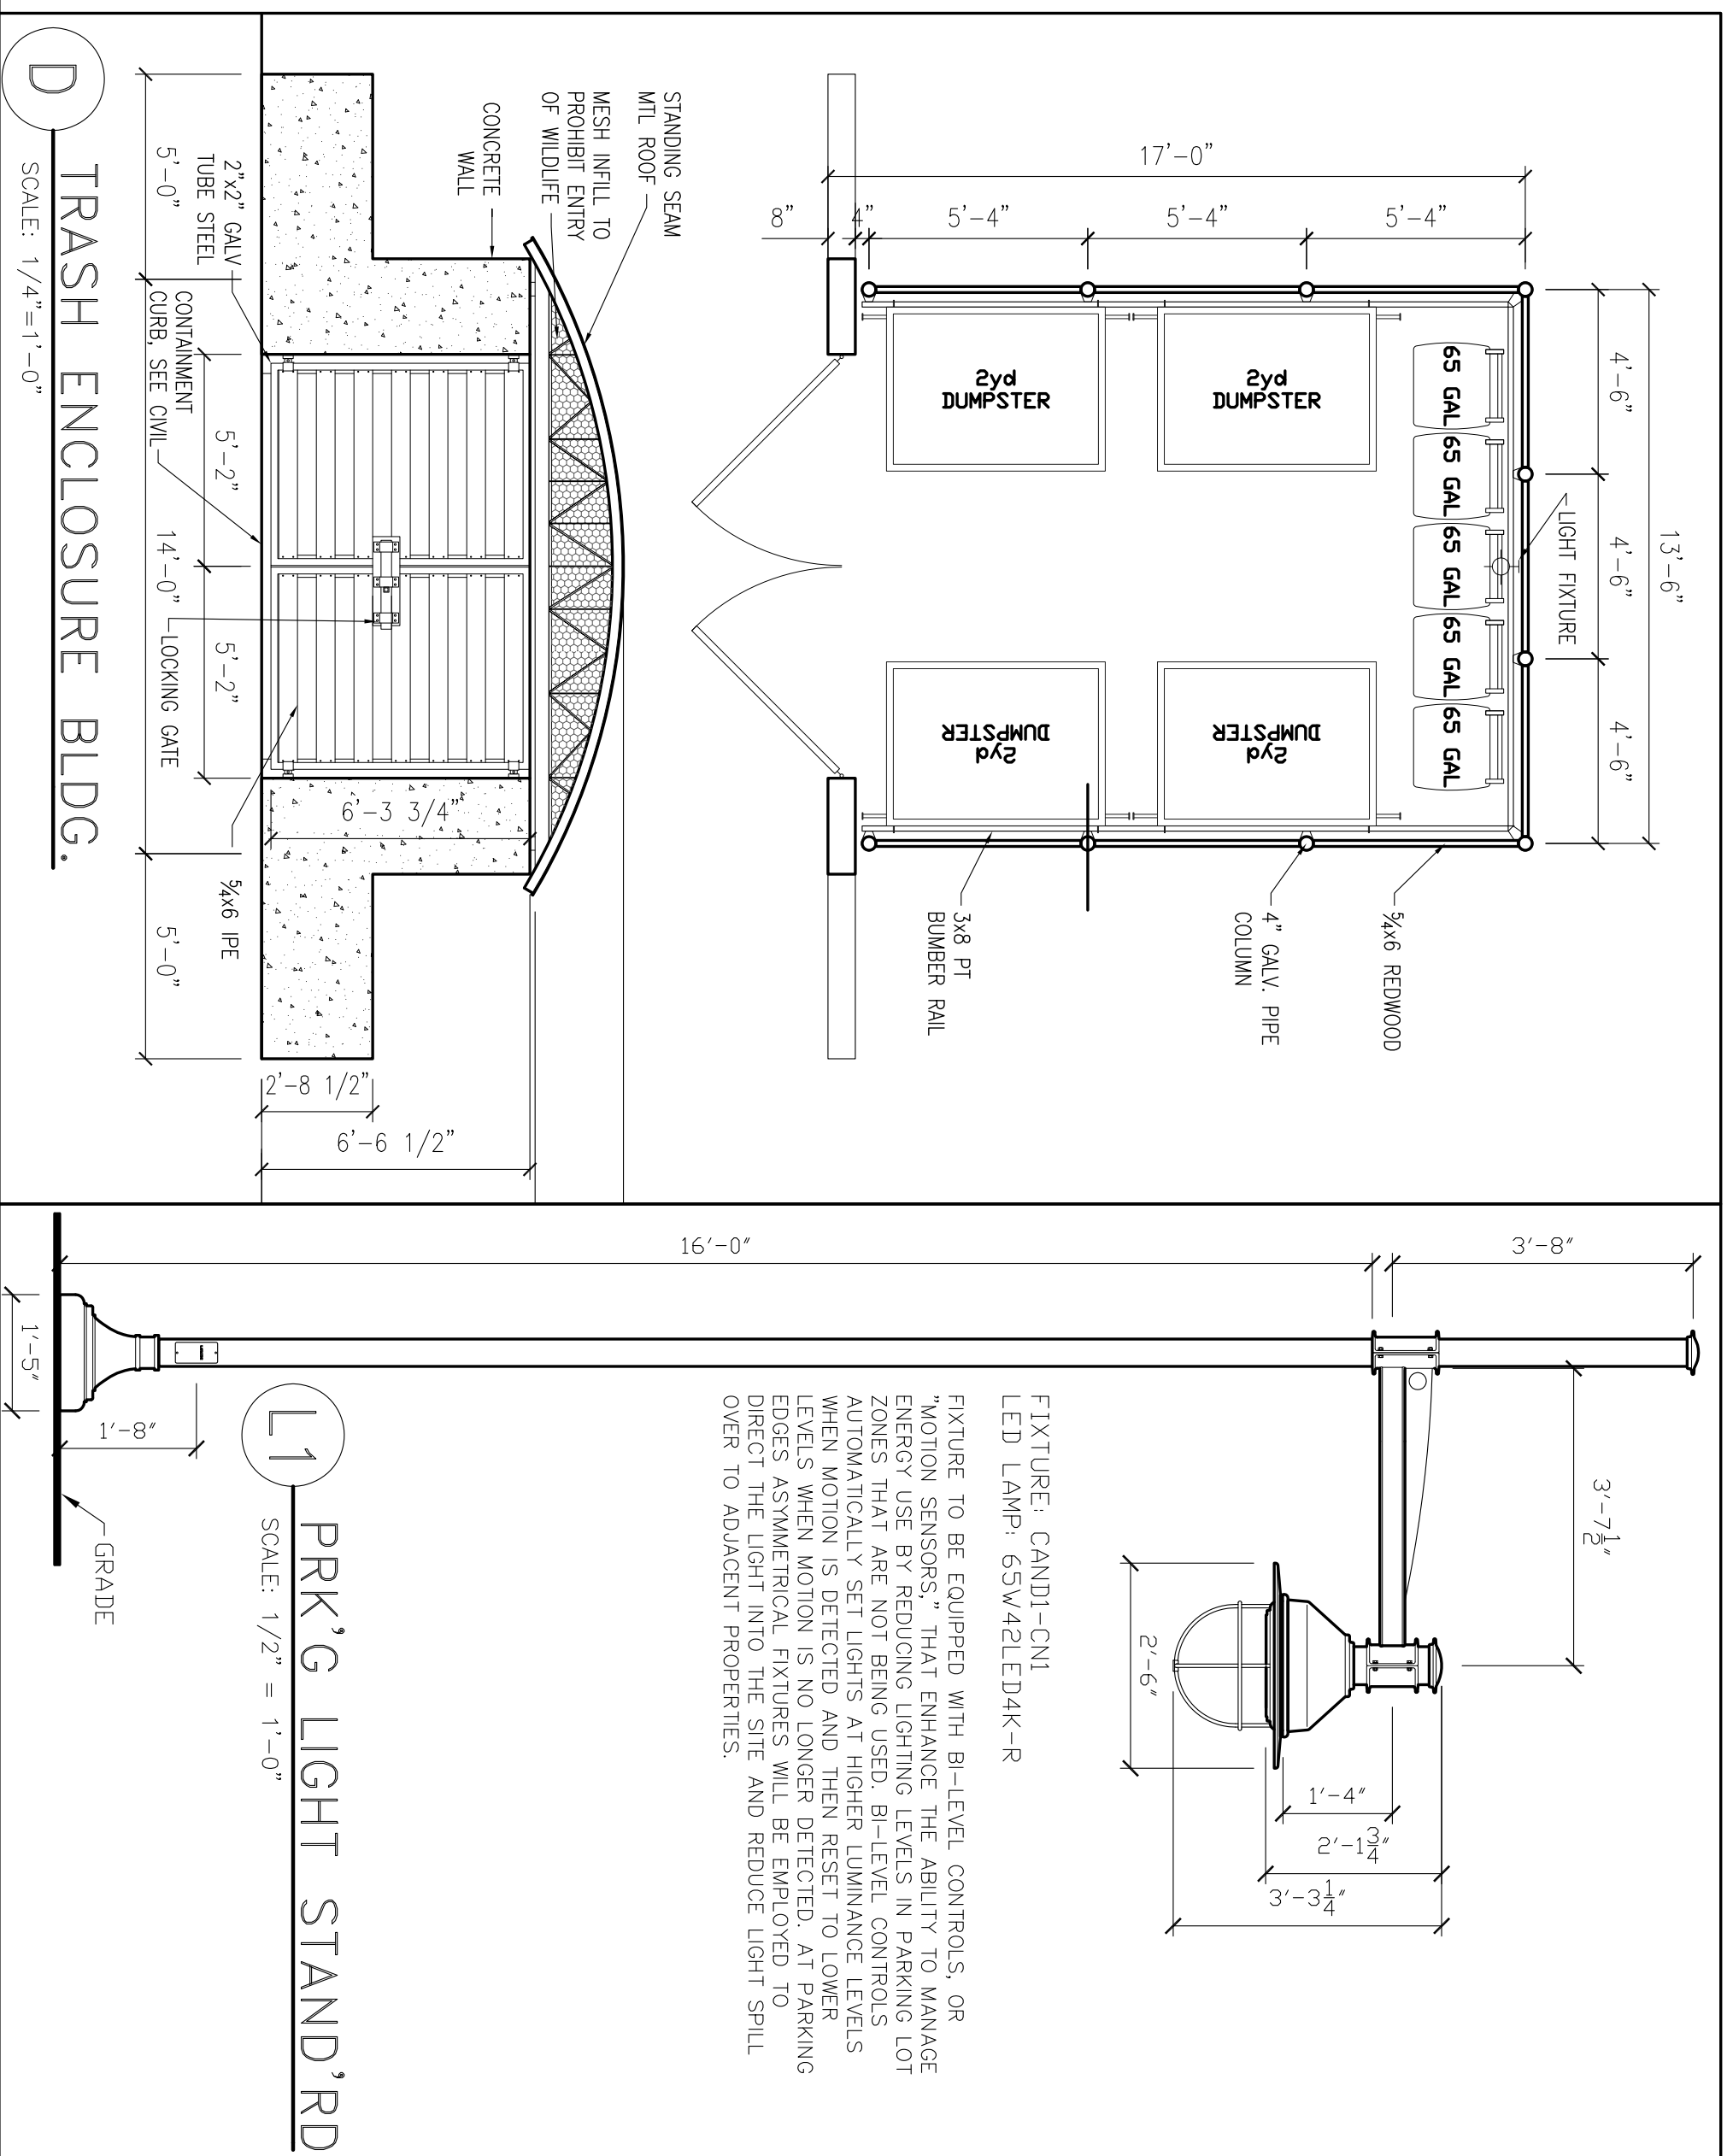 13'-6"
4'-6"
4'-6"
4'-6"
LIGHT FIXTURE
65 GAL
65 GAL
65 GAL
65 GAL
65 GAL
2yd
DUMPSTER
2yd
DUMPSTER
2yd
DUMPSTER
2yd
DUMPSTER
17'-0"
5'-4"
5'-4"
5'-4"
4"
8"
5/4x6 REDWOOD
4" GALV. PIPE
COLUMN
3x8 PT
BUMBER RAIL
STANDING SEAM
MTL ROOF
MESH INFILL TO
PROHIBIT ENTRY
OF WILDLIFE
CONCRETE
WALL
6'-3 3/4"
2'-8 1/2"
6'-6 1/2"
2"x2" GALV
TUBE STEEL
5'-2"
5'-2"
5/4x6 IPE
CONTAINMENT
CURB, SEE CIVIL
LOCKING GATE
5'-0"
14'-0"
5'-0"
D
TRASH ENCLOSURE BLDG.
SCALE: 1/4"=1'-0"
3'-8"
16'-0"
3'-7 1/2"
2'-6"
1'-4"
2'-1 3/4"
3'-3 1/4"
FIXTURE: CAND1-CN1
LED LAMP: 65W42LED4K-R
FIXTURE TO BE EQUIPPED WITH BI-LEVEL CONTROLS, OR
"MOTION SENSORS," THAT ENHANCE THE ABILITY TO MANAGE
ENERGY USE BY REDUCING LIGHTING LEVELS IN PARKING LOT
ZONES THAT ARE NOT BEING USED. BI-LEVEL CONTROLS
AUTOMATICALLY SET LIGHTS AT HIGHER LUMINANCE LEVELS
WHEN MOTION IS DETECTED AND THEN RESET TO LOWER
LEVELS WHEN MOTION IS NO LONGER DETECTED. AT PARKING
EDGES ASYMMETRICAL FIXTURES WILL BE EMPLOYED TO
DIRECT THE LIGHT INTO THE SITE AND REDUCE LIGHT SPILL
OVER TO ADJACENT PROPERTIES.
1'-8"
1'-5"
GRADE
L1
PRK'G LIGHT STAND'RD
SCALE: 1/2" = 1'-0"